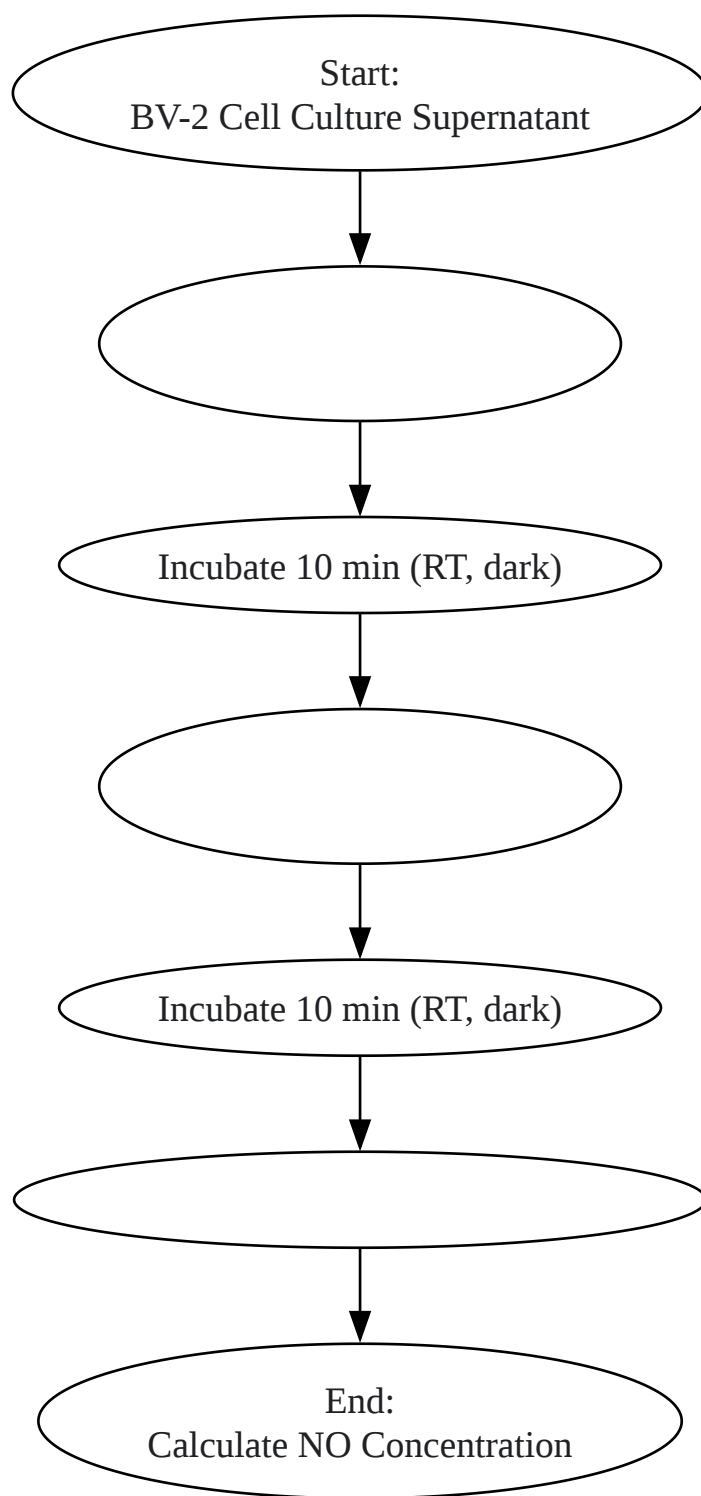 Start:
BV-2 Cell Culture Supernatant
Incubate 10 min (RT, dark)
Incubate 10 min (RT, dark)
End:
Calculate NO Concentration